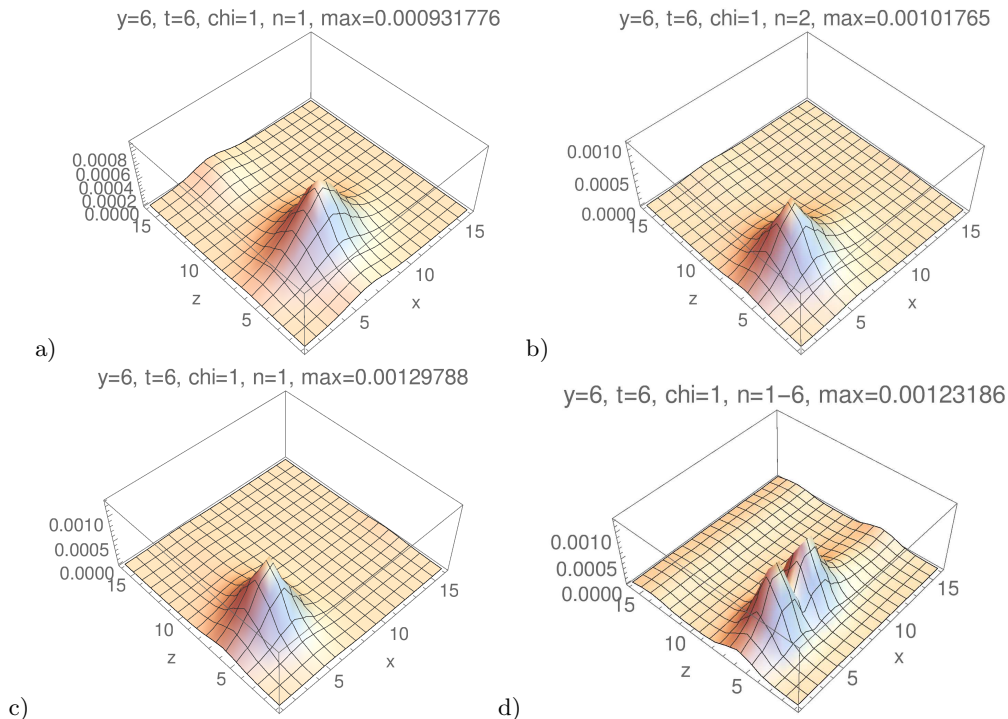 y=6, t=6, chi=1, n=1, max=0.000931776
0.0008
0.0006
0.0004
0.0002
0.0000
15
10
z
5
5
10
x
15
a)
y=6, t=6, chi=1, n=2, max=0.00101765
0.0010
0.0005
0.0000
15
10
z
5
5
10
x
15
b)
y=6, t=6, chi=1, n=1, max=0.00129788
0.0010
0.0005
0.0000
15
10
z
5
5
10
x
15
c)
y=6, t=6, chi=1, n=1−6, max=0.00123186
0.0010
0.0005
0.0000
15
10
z
5
5
10
x
15
d)